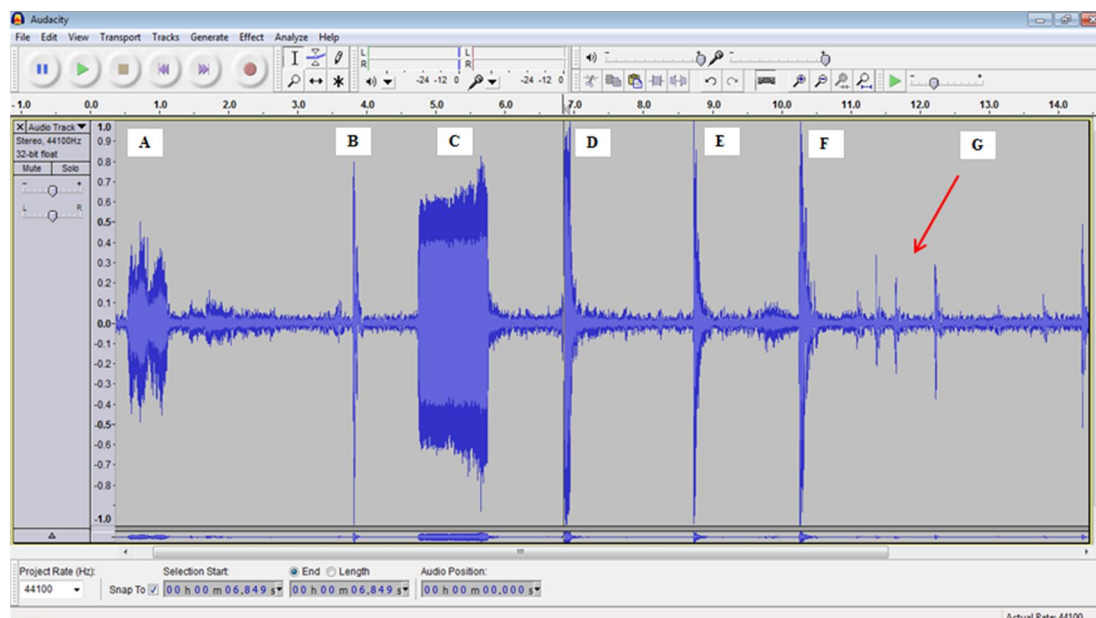 Audacity
File Edit View Transport Tracks Generate Effect Analyze Help
L
R
-24 -12 0
L
R
-24 -12 0
-1.0 0.0 1.0 2.0 3.0 4.0 5.0 6.0 7.0 8.0 9.0 10.0 11.0 12.0 13.0 14.0
X Audio Track
Stereo, 44100Hz
32-bit float
Mute Solo
- +
L R
1.0
0.9
0.8
0.7
0.6
0.5
0.4
0.3
0.2
0.1
0.0
-0.1
-0.2
-0.3
-0.4
-0.5
-0.6
-0.7
-0.8
-1.0
A B C D E F G
Project Rate (Hz): Selection Start: End Length Audio Position:
44100 Snap To 00 h 00 m 06.849 s 00 h 00 m 06.849 s 00 h 00 m 00.000 s
Actual Rate: 44100